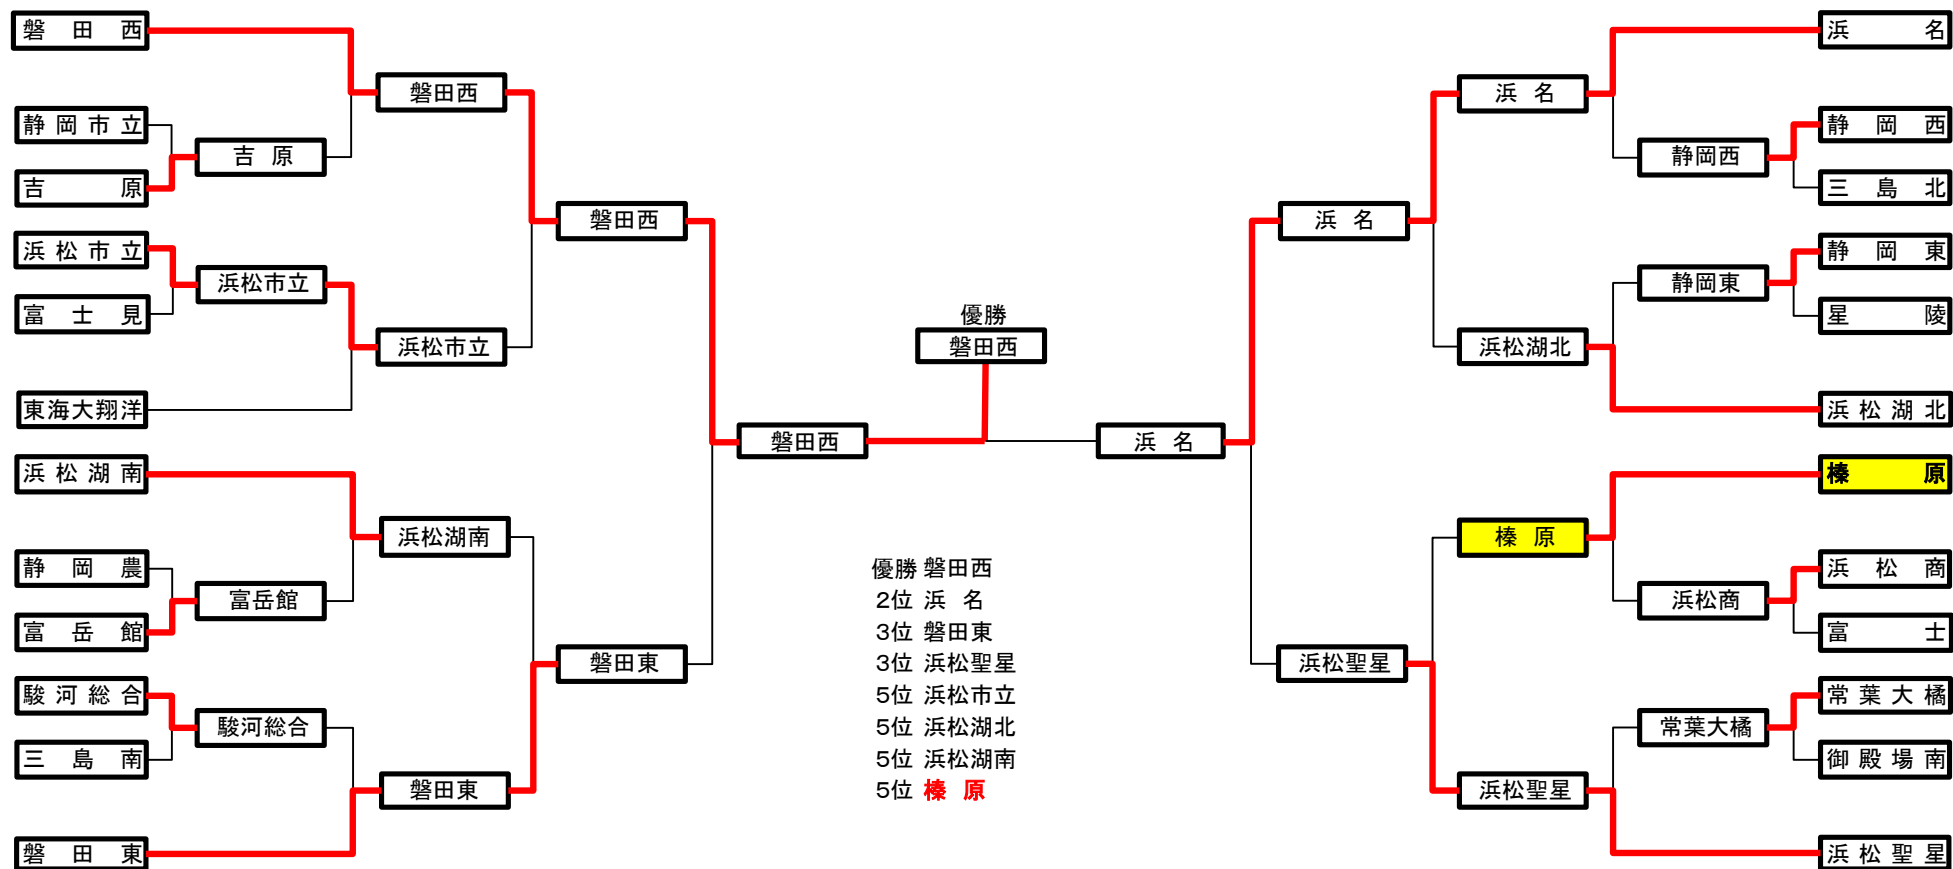 磐田西
静岡市立
吉原
浜松市立
富士見
東海大翔洋
浜松湖南
静岡農
富岳館
駿河総合
三島南
磐田東
吉原
浜松市立
富岳館
駿河総合
磐田西
浜松市立
浜松湖南
磐田東
磐田西
磐田東
磐田西
優勝
磐田西
優勝 磐田西
2位 浜 名
3位 磐田東
3位 浜松聖星
5位 浜松市立
5位 浜松湖北
5位 浜松湖南
5位 榛 原
浜 名
浜 名
浜松聖星
浜 名
浜松湖北
榛 原
浜松聖星
静岡西
静岡東
浜松商
常葉大橘
浜名
静岡西
三島北
静岡東
星陵
浜松湖北
榛原
浜松商
富士
常葉大橘
御殿場南
浜松聖星